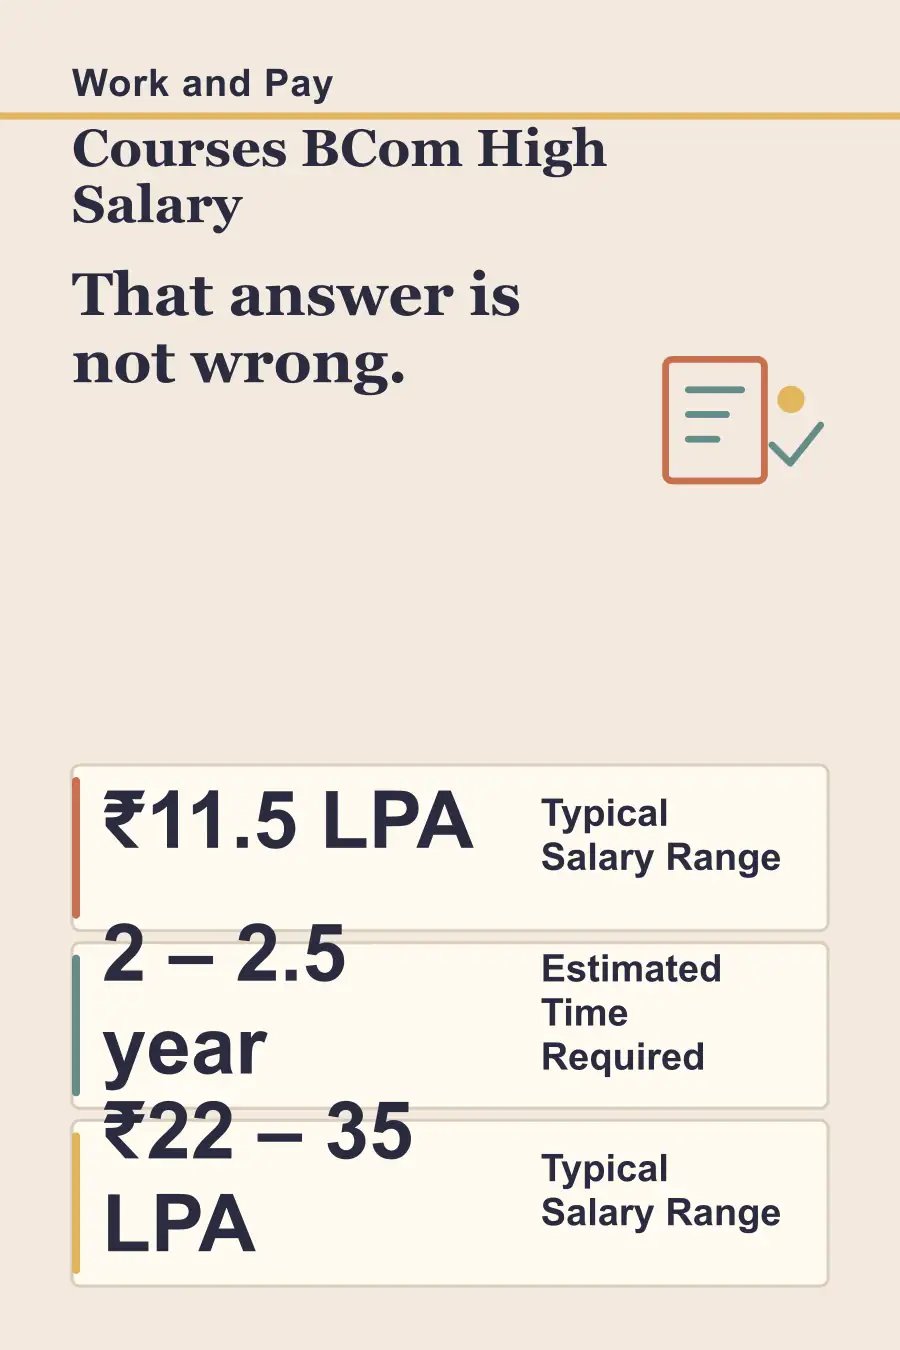 Work and Pay
Courses BCom High
Salary
That answer is
not wrong.
₹11.5 LPA
Typical
Salary Range
2 – 2.5
year
Estimated
Time
Required
₹22 – 35
LPA
Typical
Salary Range